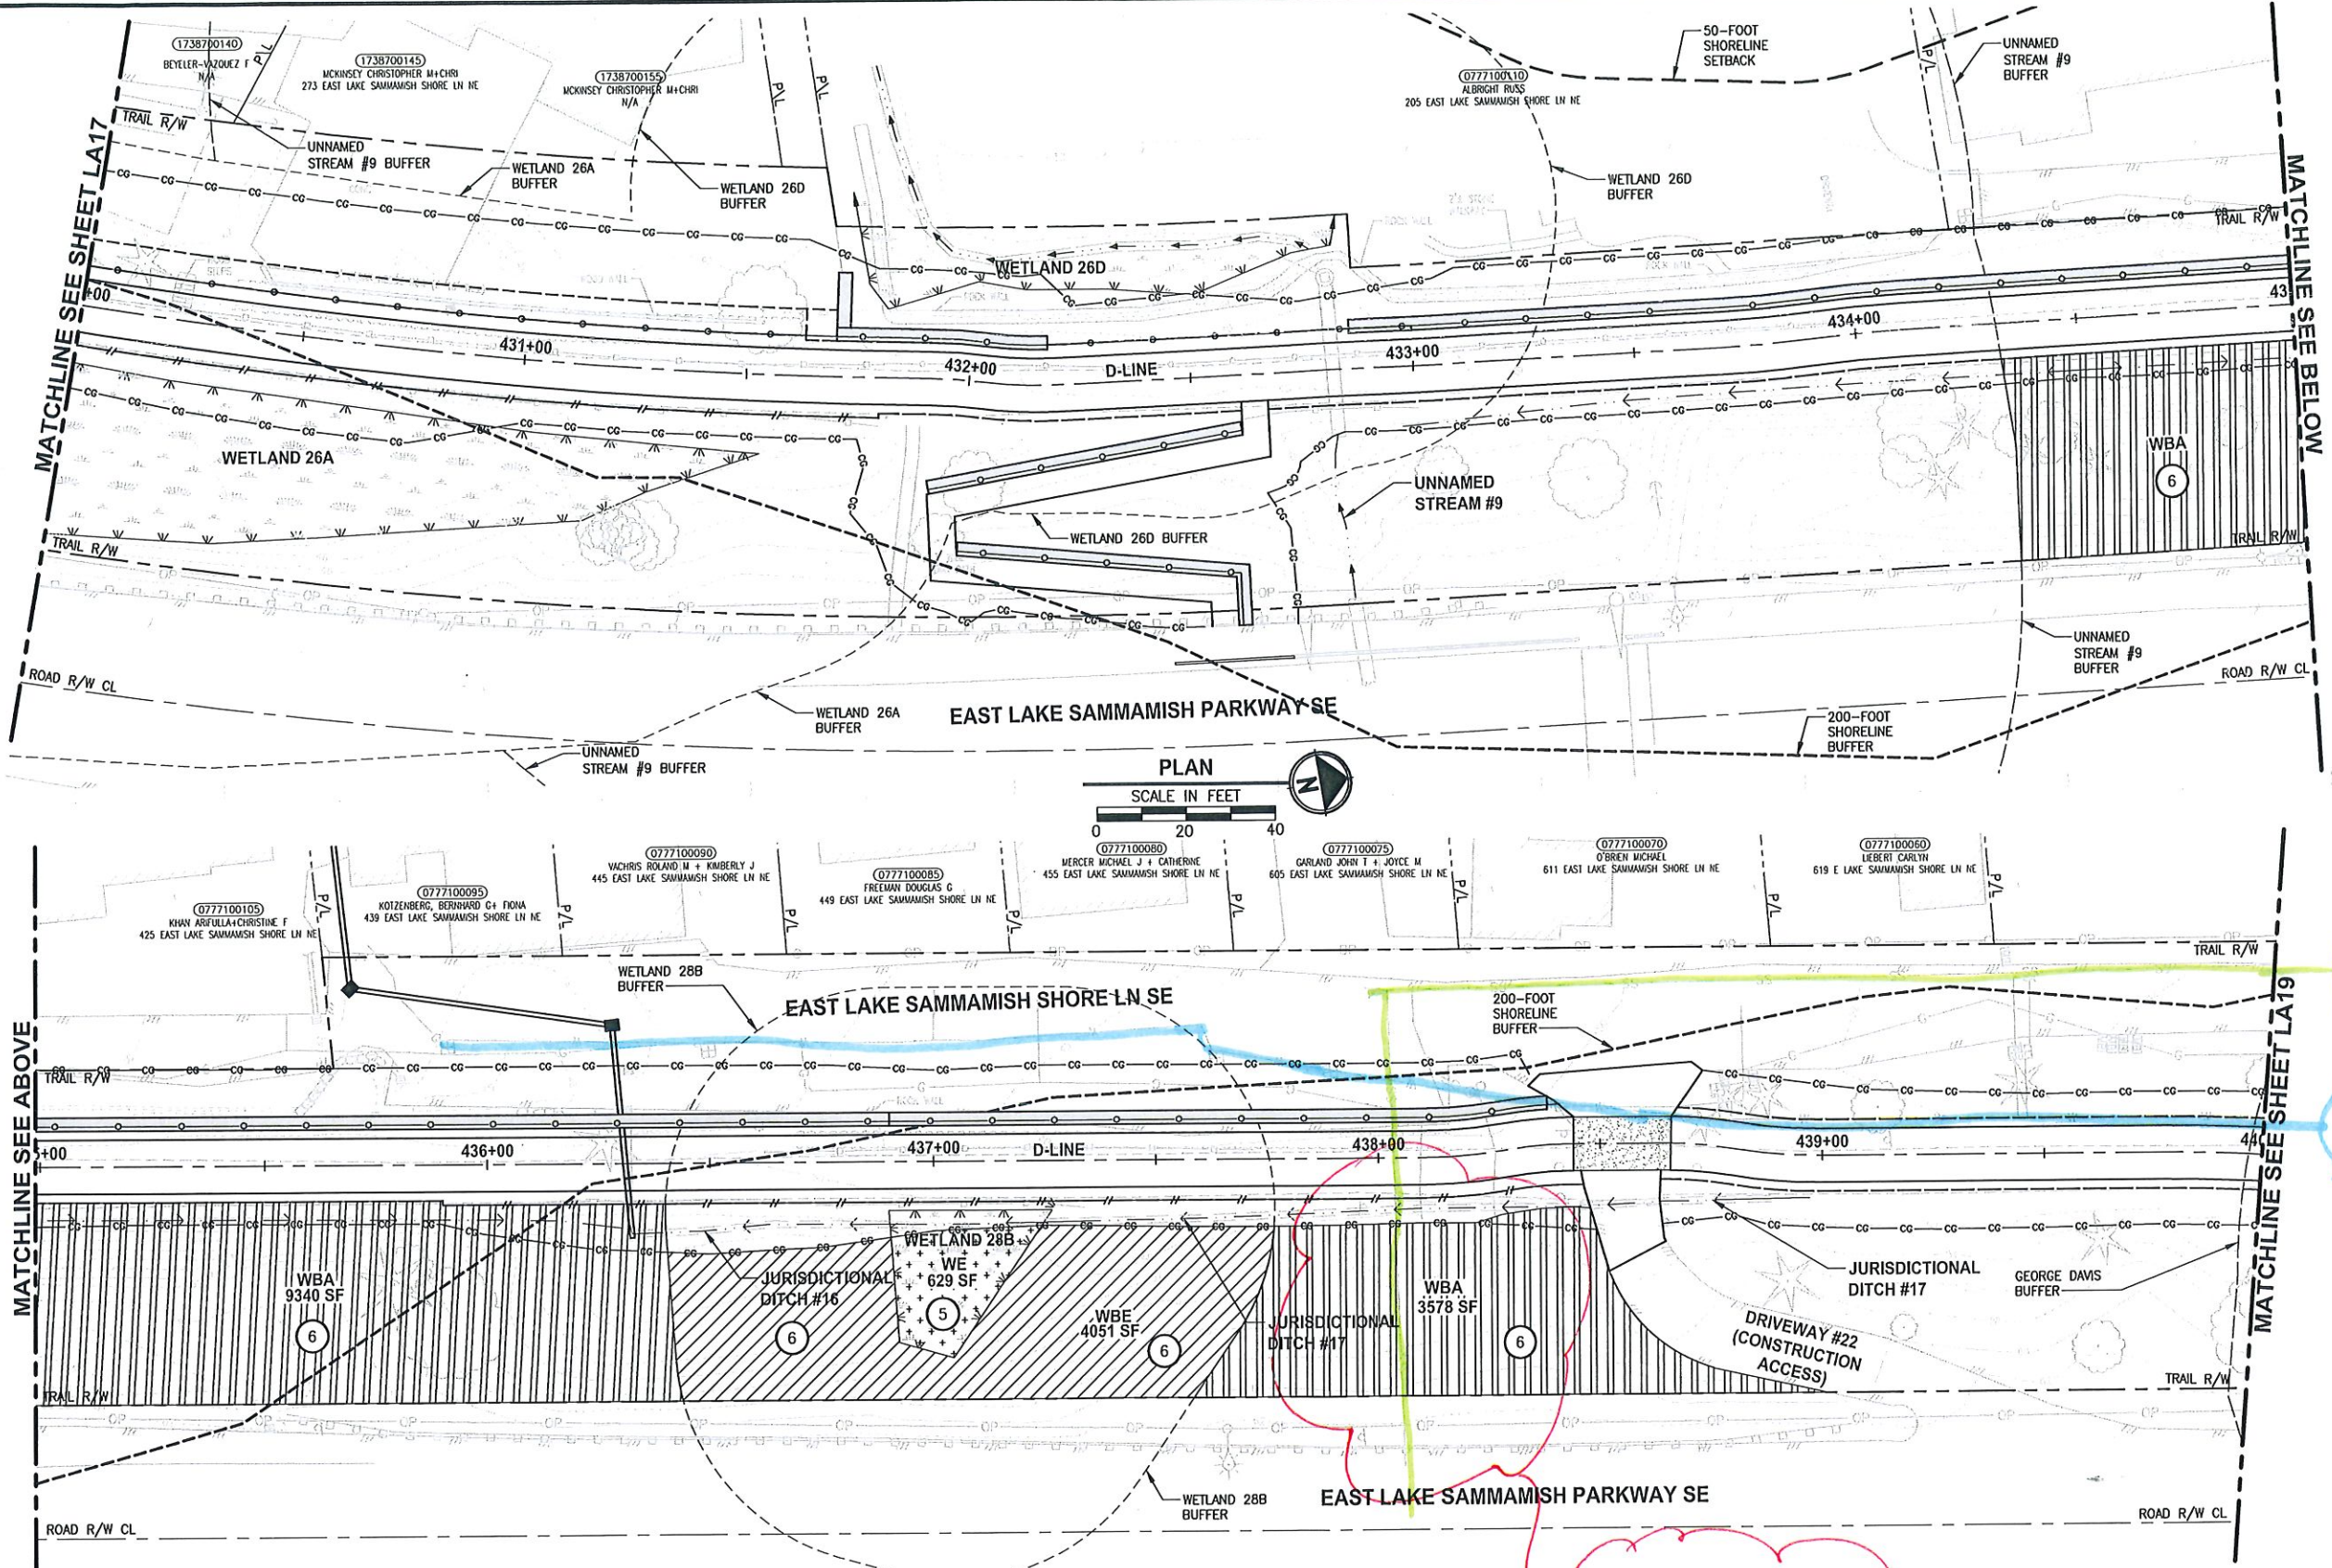 1738700140
BEYELER-VAZQUEZ F
N/A
P\L
1738700145
MCKINSEY CHRISTOPHER M+CHRI
273 EAST LAKE SAMMAMISH SHORE LN NE
1738700155
MCKINSEY CHRISTOPHER M+CHRI
N/A
P\L
P\L
0777100110
ALBRIGHT RUSS
205 EAST LAKE SAMMAMISH SHORE LN NE
50-FOOT
SHORELINE
SETBACK
P\L
UNNAMED
STREAM #9
BUFFER
MATCHLINE SEE SHEET LA17
TRAIL R/W
UNNAMED
STREAM #9 BUFFER
WETLAND 26A
BUFFER
WETLAND 26D
BUFFER
WETLAND 26D
BUFFER
TRAIL R/W
MATCHLINE SEE BELOW
WETLAND 26D
+00
431+00
432+00
D-LINE
433+00
434+00
43
WETLAND 26A
WBA
6
UNNAMED
STREAM #9
WETLAND 26D BUFFER
TRAIL R/W
TRAIL R/W
ROAD R/W CL
WETLAND 26A
BUFFER
EAST LAKE SAMMAMISH PARKWAY SE
UNNAMED
STREAM #9
BUFFER
ROAD R/W CL
200-FOOT
SHORELINE
BUFFER
UNNAMED
STREAM #9 BUFFER
PLAN
SCALE IN FEET
0 20 40
N
0777100105
KHAN ARIFULLA+CHRISTINE F
425 EAST LAKE SAMMAMISH SHORE LN NE
P/L
0777100095
KOTZENBERG, BERNHARD G+ FIONA
439 EAST LAKE SAMMAMISH SHORE LN NE
P/L
0777100090
VACHRIS ROLAND M + KIMBERLY J
445 EAST LAKE SAMMAMISH SHORE LN NE
P/L
0777100085
FREEMAN DOUGLAS G
449 EAST LAKE SAMMAMISH SHORE LN NE
P/L
0777100080
MERCER MICHAEL J + CATHERINE
455 EAST LAKE SAMMAMISH SHORE LN NE
P/L
0777100075
GARLAND JOHN T + JOYCE M
605 EAST LAKE SAMMAMISH SHORE LN NE
P/L
0777100070
O'BRIEN MICHAEL
611 EAST LAKE SAMMAMISH SHORE LN NE
P/L
0777100060
LIEBERT CARLYN
619 E LAKE SAMMAMISH SHORE LN NE
P/L
TRAIL R/W
MATCHLINE SEE ABOVE
WETLAND 28B
BUFFER
EAST LAKE SAMMAMISH SHORE LN SE
200-FOOT
SHORELINE
BUFFER
MATCHLINE SEE SHEET LA19
TRAIL R/W
5+00
436+00
437+00
D-LINE
438+00
439+00
44
WBA
9340 SF
6
JURISDICTIONAL
DITCH #16
6
WETLAND 28B
WE
629 SF
5
WBE
4051 SF
6
JURISDICTIONAL
DITCH #17
WBA
3578 SF
6
JURISDICTIONAL
DITCH #17
GEORGE DAVIS
BUFFER
DRIVEWAY #22
(CONSTRUCTION
ACCESS)
TRAIL R/W
TRAIL R/W
WETLAND 28B
BUFFER
EAST LAKE SAMMAMISH PARKWAY SE
ROAD R/W CL
ROAD R/W CL